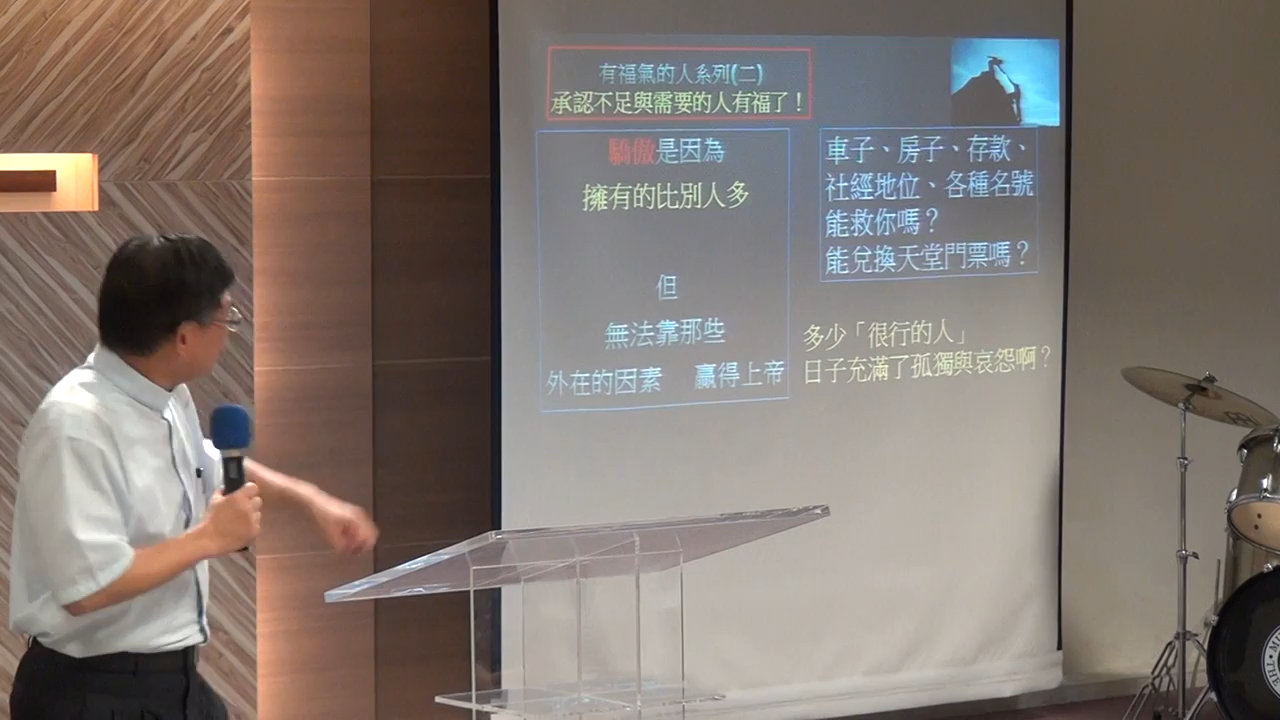 有福氣的人系列(二)
承認不足與需要的人有福了！
驕傲是因為
擁有的比別人多
但
無法靠那些
外在的因素 贏得上帝
車子、房子、存款、
社經地位、各種名號
能救你嗎？
能兌換天堂門票嗎？
多少「很行的人」
日子充滿了孤獨與哀怨啊？